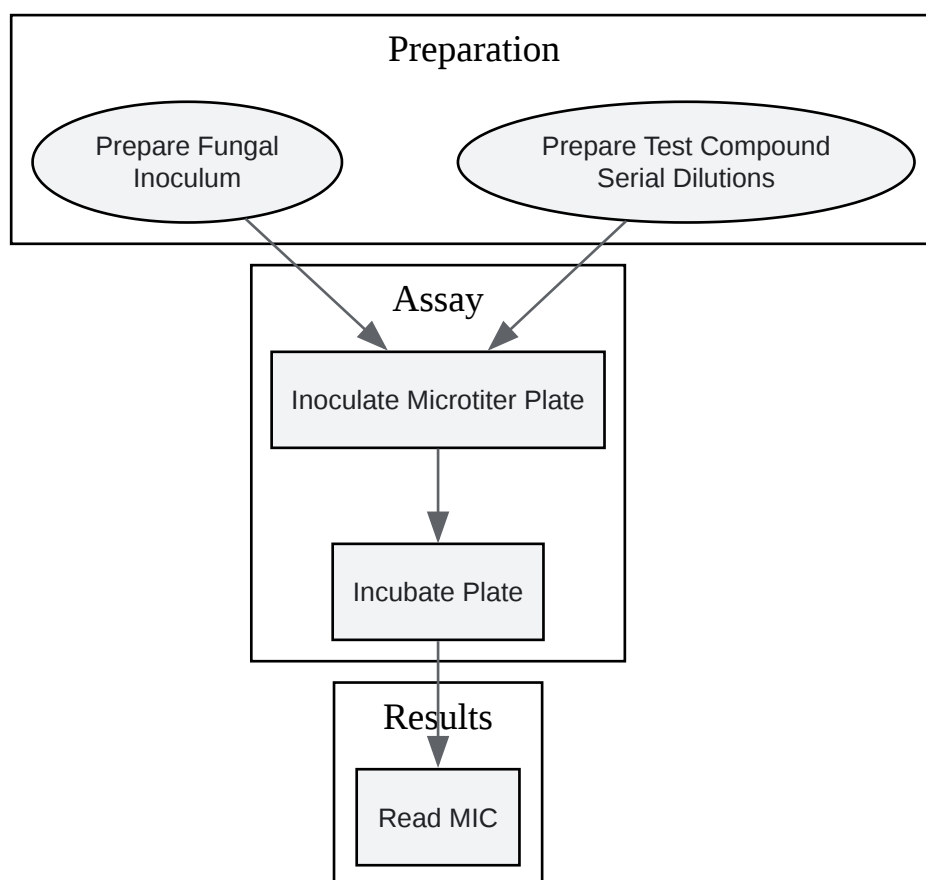 Preparation
Prepare Fungal
Inoculum
Prepare Test Compound
Serial Dilutions
Assay
Inoculate Microtiter Plate
Incubate Plate
Results
Read MIC